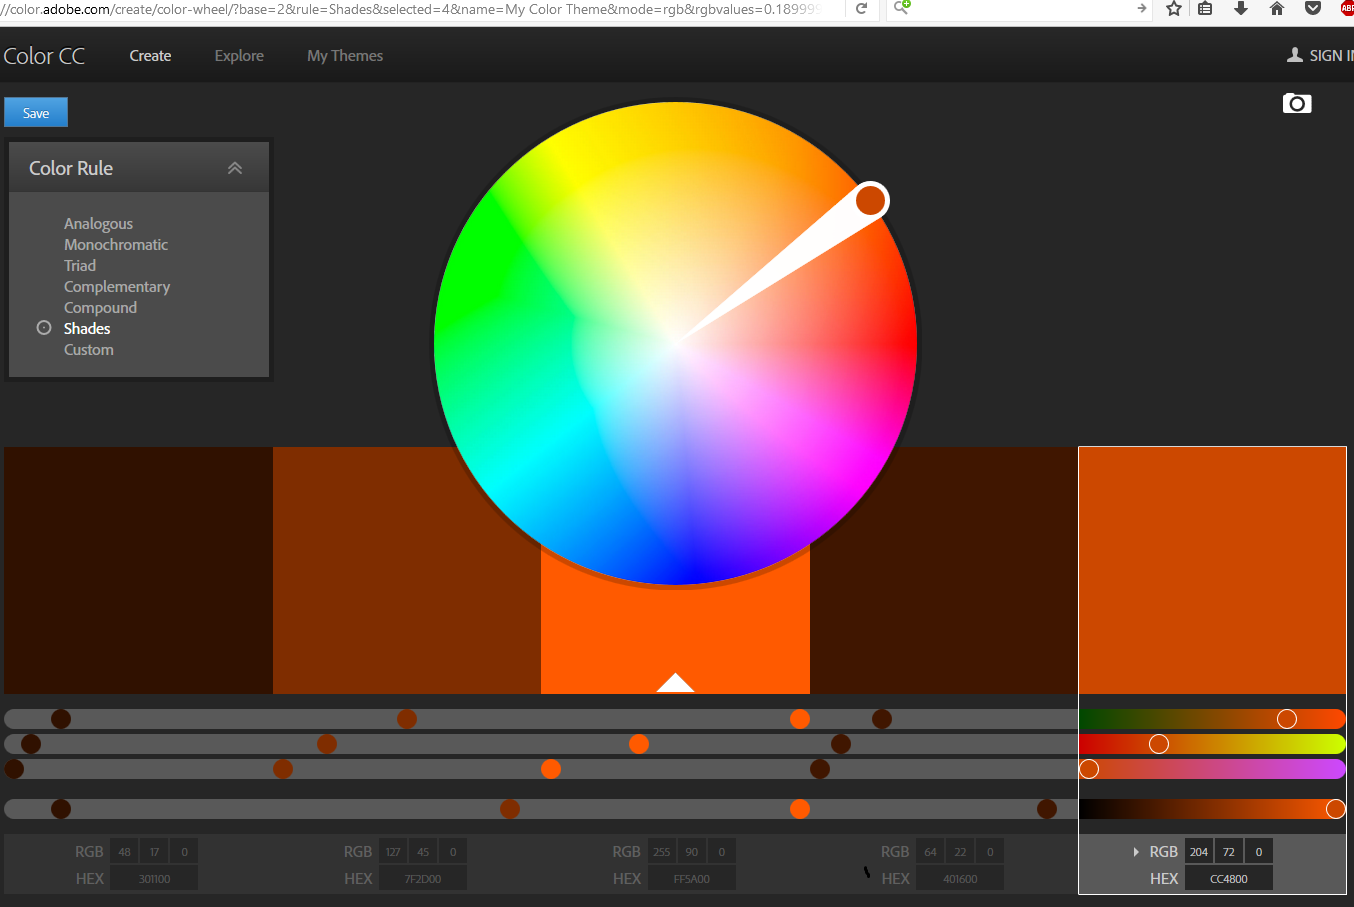 //color.adobe.com/create/color-wheel/?base=2&rule=Shades&selected=4&name=My Color Theme&mode=rgb&rgbvalues=0.18999
ABP
Color CC Create Explore My Themes SIGN IN
Save
Color Rule
Analogous
Monochromatic
Triad
Complementary
Compound
Shades
Custom
RGB 48 17 0 RGB 127 45 0 RGB 255 90 0 RGB 64 22 0 RGB 204 72 0
HEX 301100 HEX 7F2D00 HEX FF5A00 HEX 401600 HEX CC4800